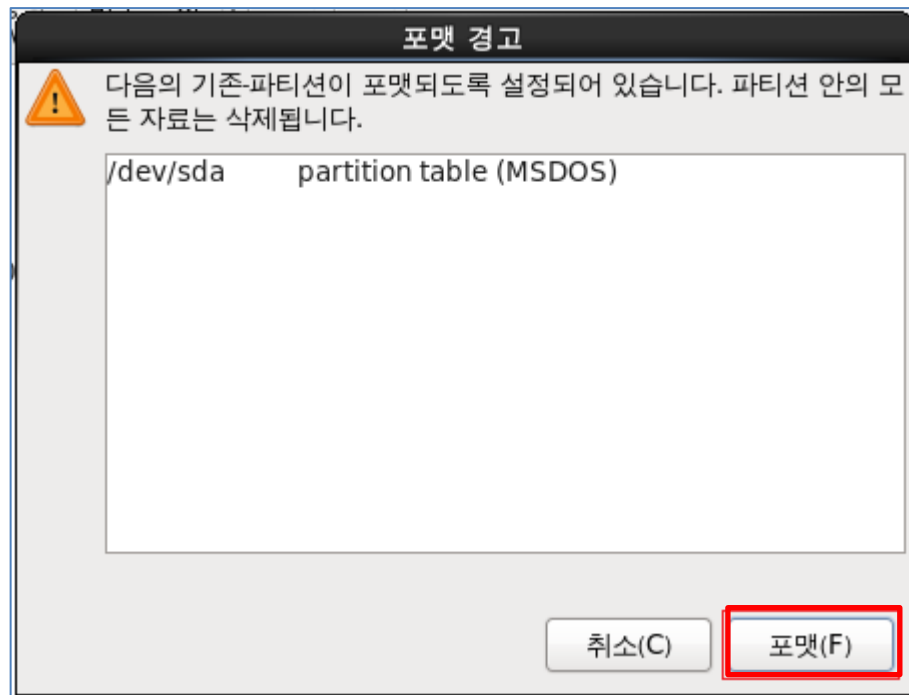 포맷 경고
다음의 기존-파티션이 포맷되도록 설정되어 있습니다. 파티션 안의 모
든 자료는 삭제됩니다.
/dev/sda partition table (MSDOS)
취소(C) 포맷(F)